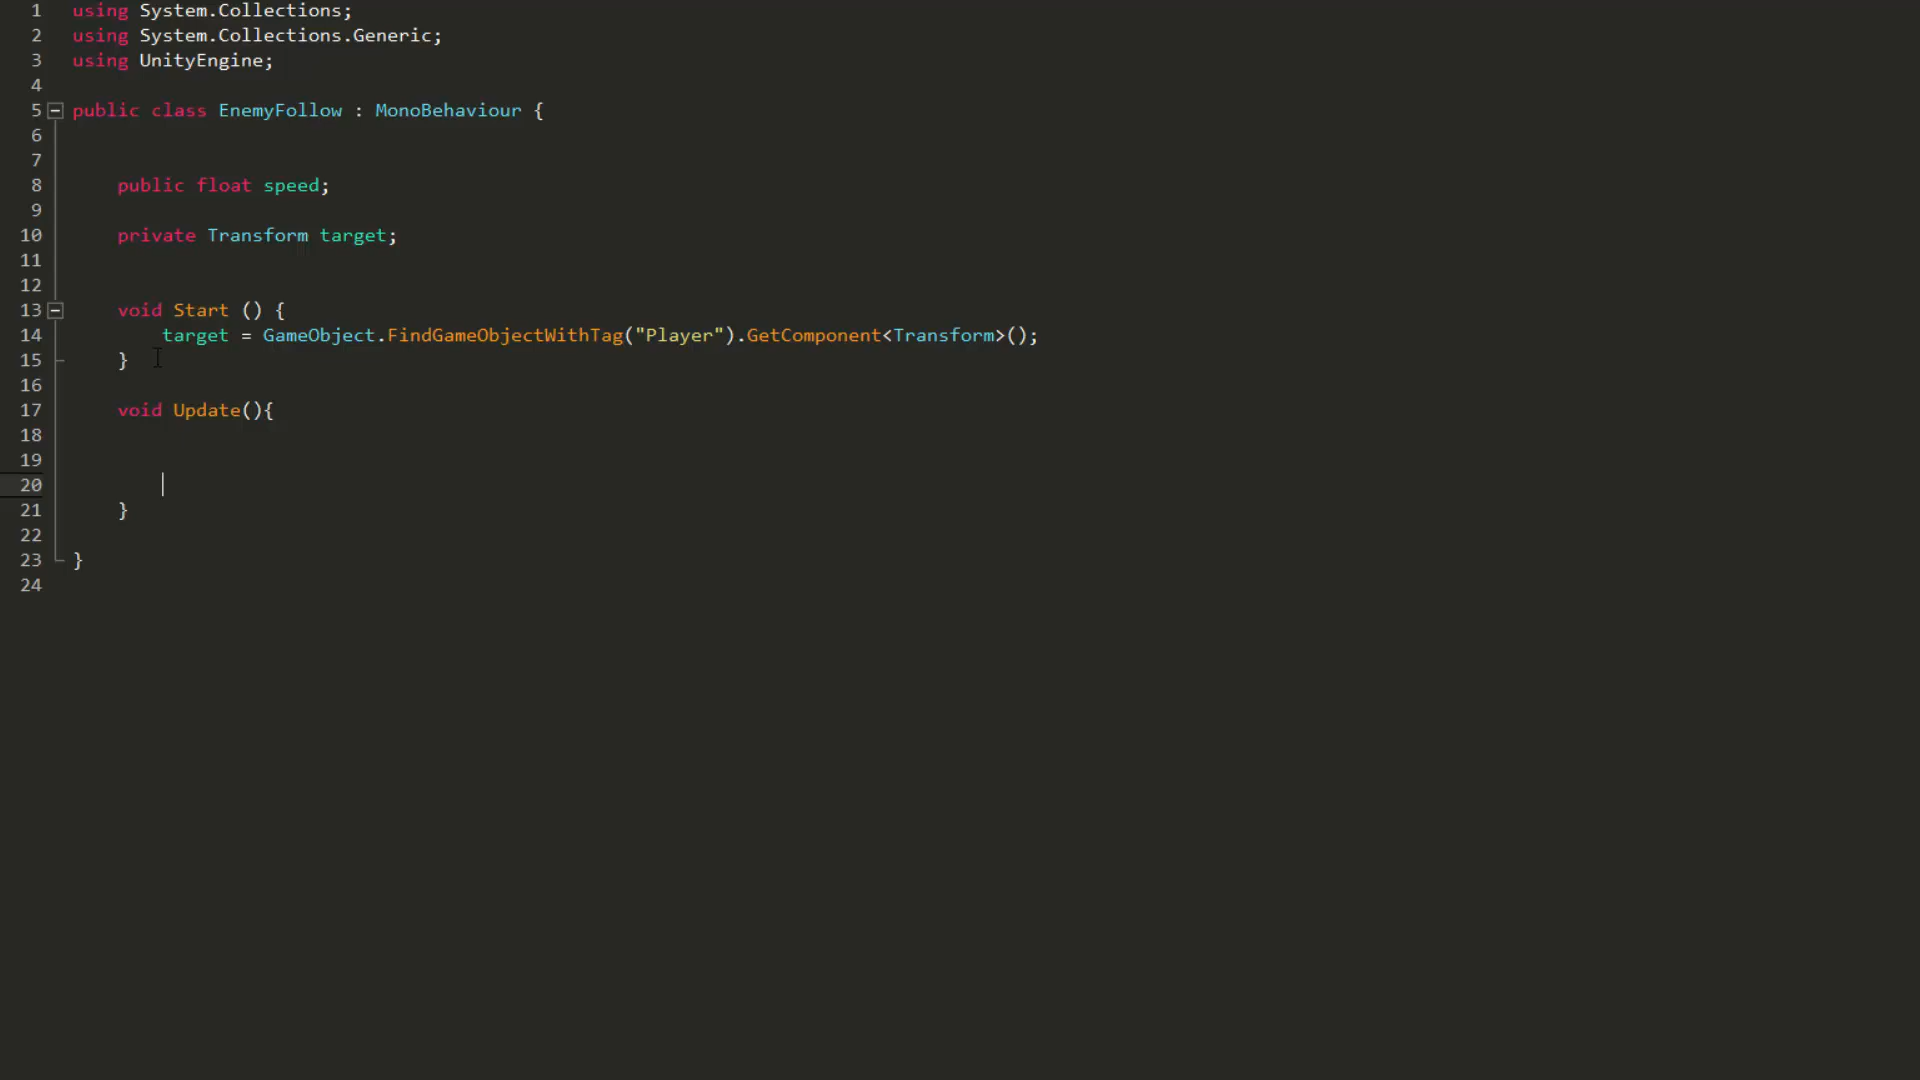 1 using System.Collections;
2 using System.Collections.Generic;
3 using UnityEngine;
4
5 public class EnemyFollow : MonoBehaviour {
6
7
8 public float speed;
9
10 private Transform target;
11
12
13 void Start () {
14 target = GameObject.FindGameObjectWithTag("Player").GetComponent<Transform>();
15 }
16
17 void Update(){
18
19
20
21 }
22
23 }
24